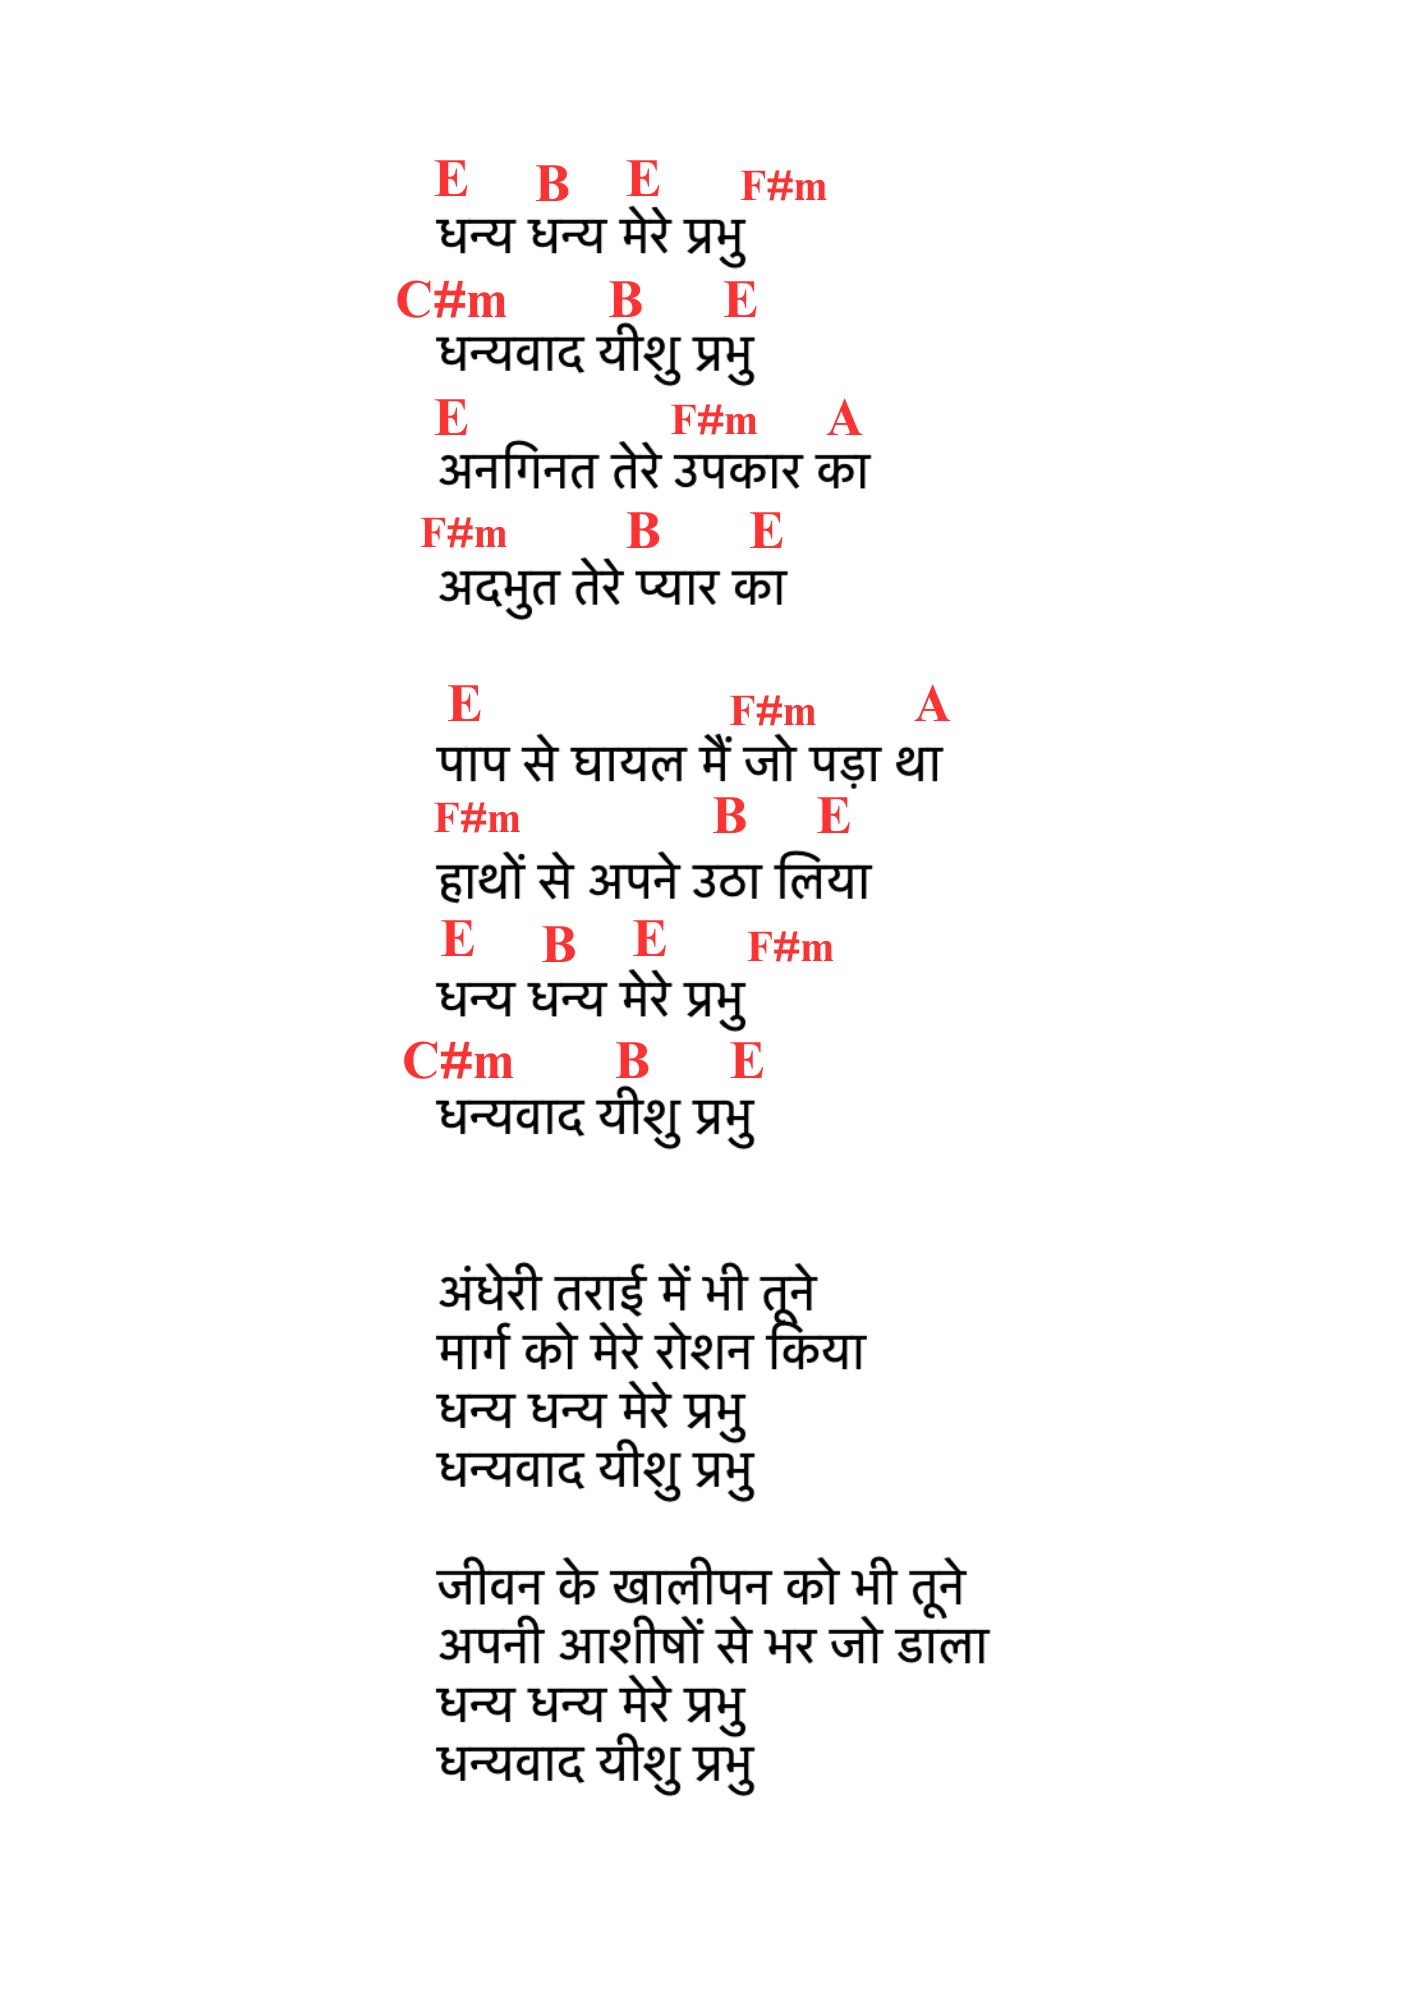 E B E F#m
धन्य धन्य मेरे प्रभु
C#m B E
धन्यवाद यीशु प्रभु
E F#m A
अनगिनत तेरे उपकार का
F#m B E
अदभुत तेरे प्यार का
E F#m A
पाप से घायल मैं जो पड़ा था
F#m B E
हाथों से अपने उठा लिया
E B E F#m
धन्य धन्य मेरे प्रभु
C#m B E
धन्यवाद यीशु प्रभु
अंधेरी तराई में भी तूने
मार्ग को मेरे रोशन किया
धन्य धन्य मेरे प्रभु
धन्यवाद यीशु प्रभु
जीवन के खालीपन को भी तूने
अपनी आशीषों से भर जो डाला
धन्य धन्य मेरे प्रभु
धन्यवाद यीशु प्रभु